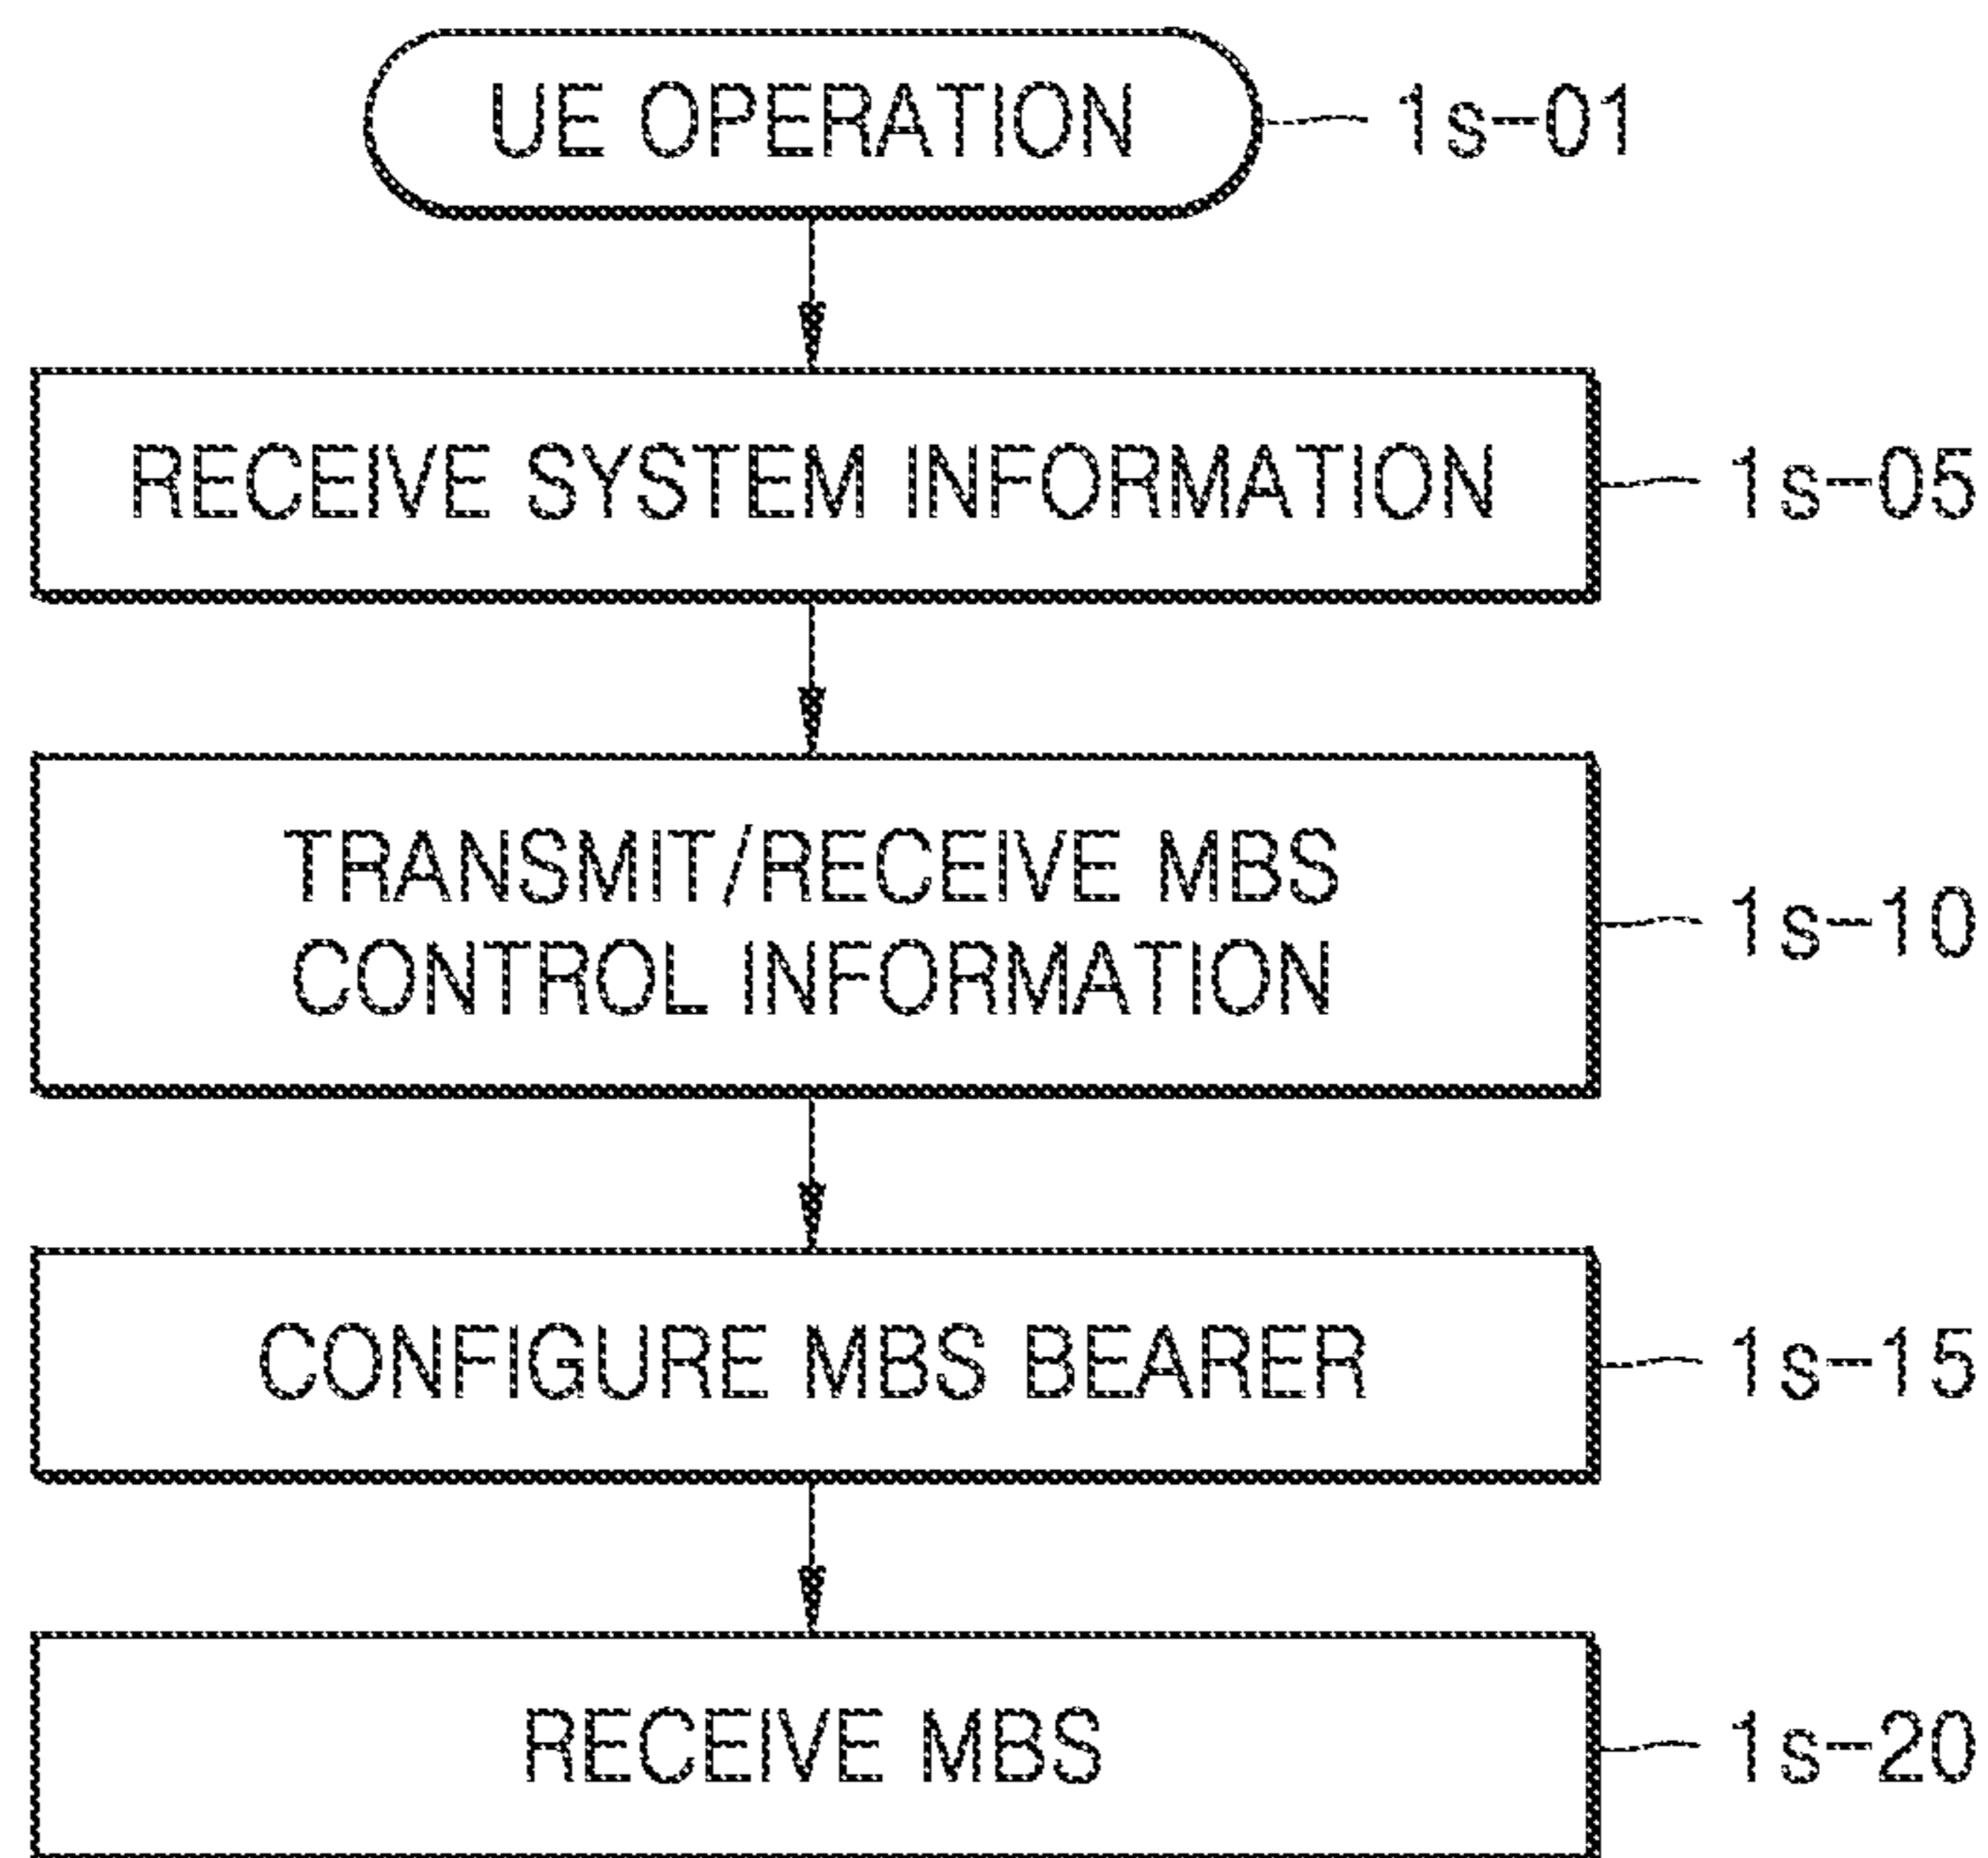 UE OPERATION
1s-01
RECEIVE SYSTEM INFORMATION
1s-05
TRANSMIT/RECEIVE MBS
CONTROL INFORMATION
1s-10
CONFIGURE MBS BEARER
1s-15
RECEIVE MBS
1s-20